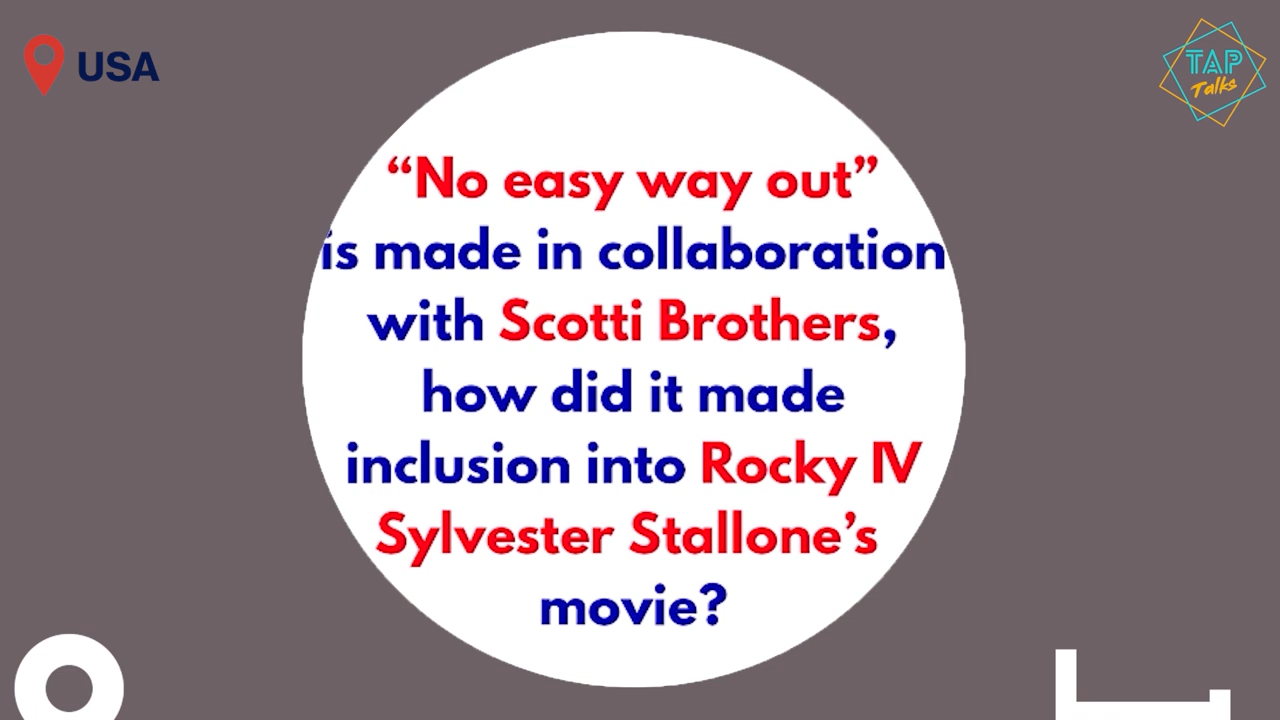 USA
TAP
Talks
“No easy way out”
is made in collaboration
with Scotti Brothers,
how did it made
inclusion into Rocky IV
Sylvester Stallone’s
movie?